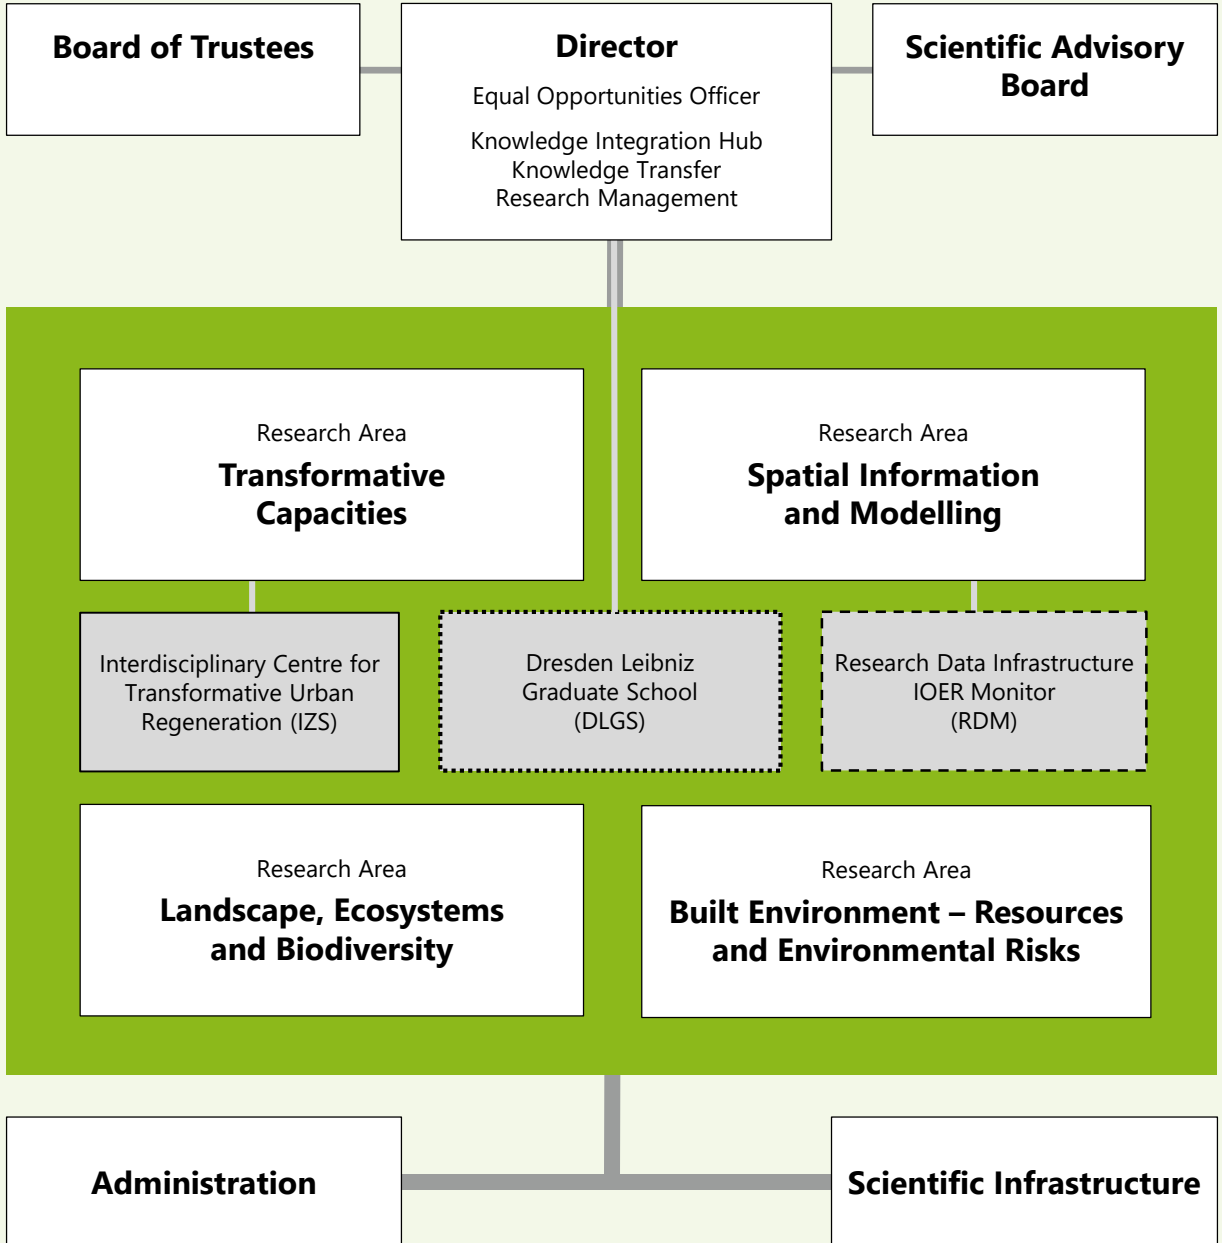 Board of Trustees
Director
Equal Opportunities Officer
Knowledge Integration Hub
Knowledge Transfer
Research Management
Scientific Advisory
Board
Research Area
Transformative
Capacities
Research Area
Spatial Information
and Modelling
Interdisciplinary Centre for
Transformative Urban
Regeneration (IZS)
Dresden Leibniz
Graduate School
(DLGS)
Research Data Infrastructure
IOER Monitor
(RDM)
Research Area
Landscape, Ecosystems
and Biodiversity
Research Area
Built Environment – Resources
and Environmental Risks
Administration
Scientific Infrastructure